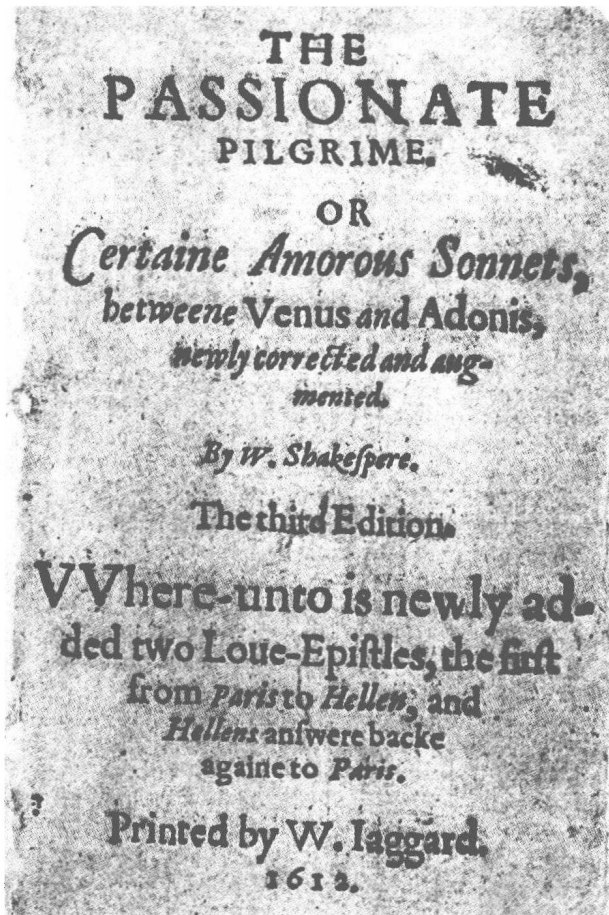 THE
PASSIONATE
PILGRIME.
OR
Certaine Amorous Sonnets,
betweene Venus and Adonis,
newly corrected and aug-
mented.
By W. Shakeſpere.
The third Edition.
VVhere-unto is newly ad-
ded two Loue-Epiſtles, the firſt
from Paris to Hellen, and
Hellens anſwere backe
againe to Paris.
Printed by W. Iaggard.
1612.